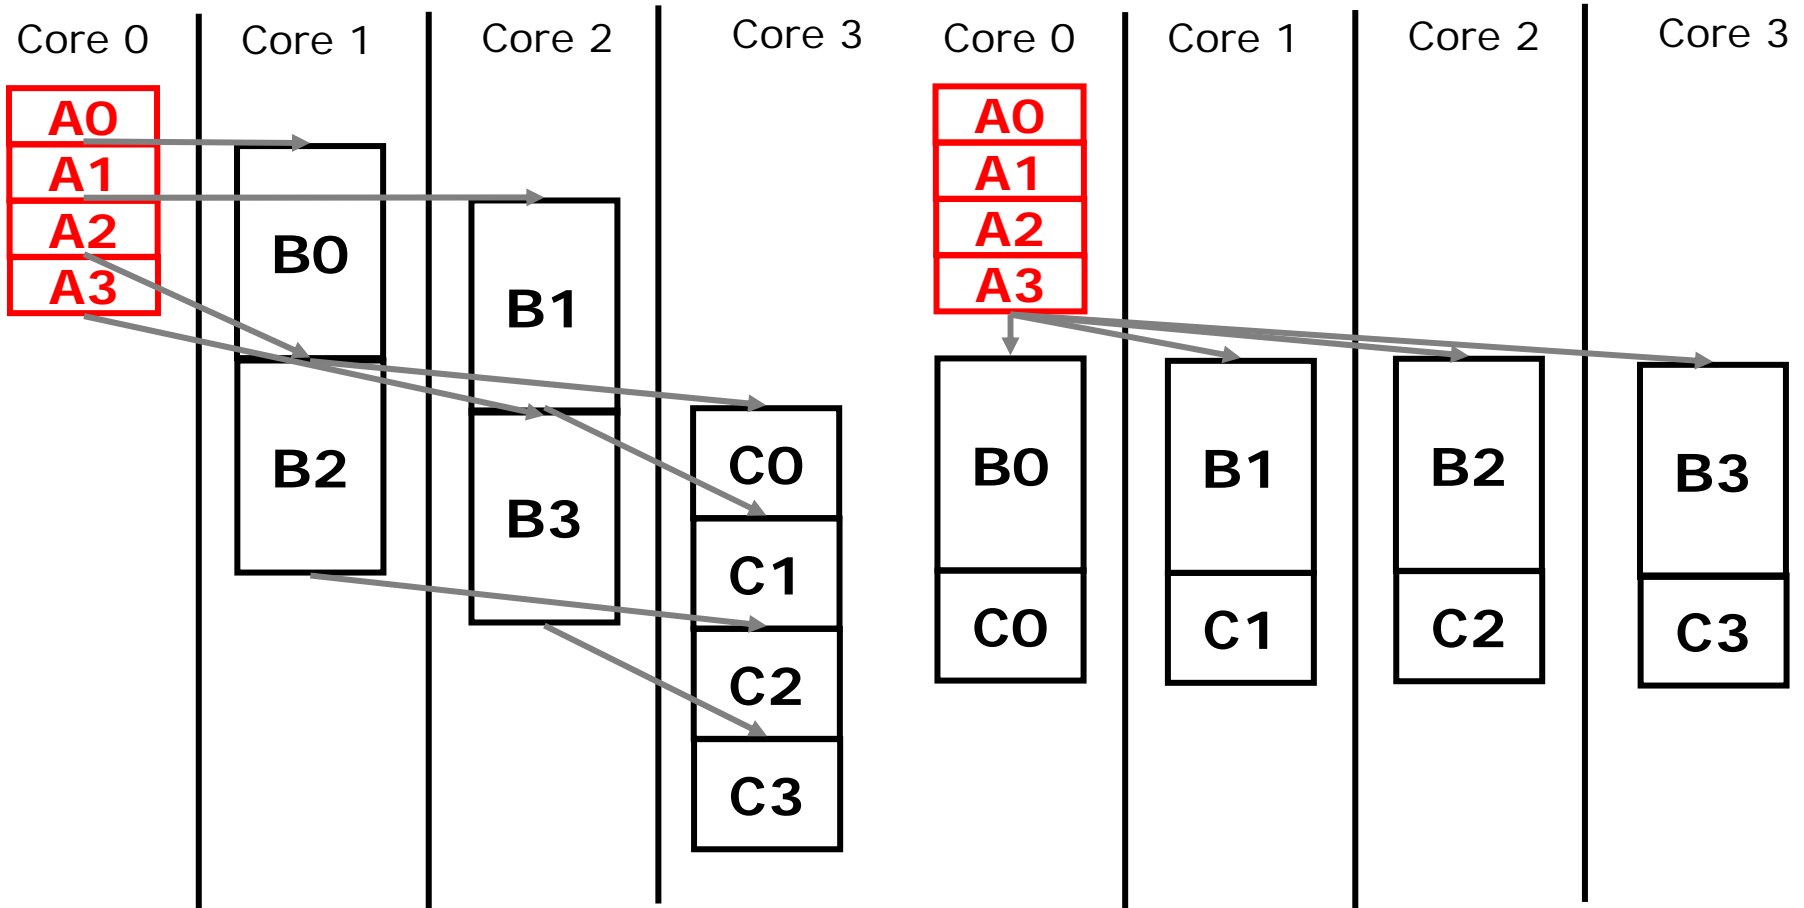 Core 0
Core 1
Core 2
Core 3
A0
A1
A2
A3
B0
B2
B1
B3
C0
C1
C2
C3
Core 0
Core 1
Core 2
Core 3
A0
A1
A2
A3
B0
C0
B1
C1
B2
C2
B3
C3